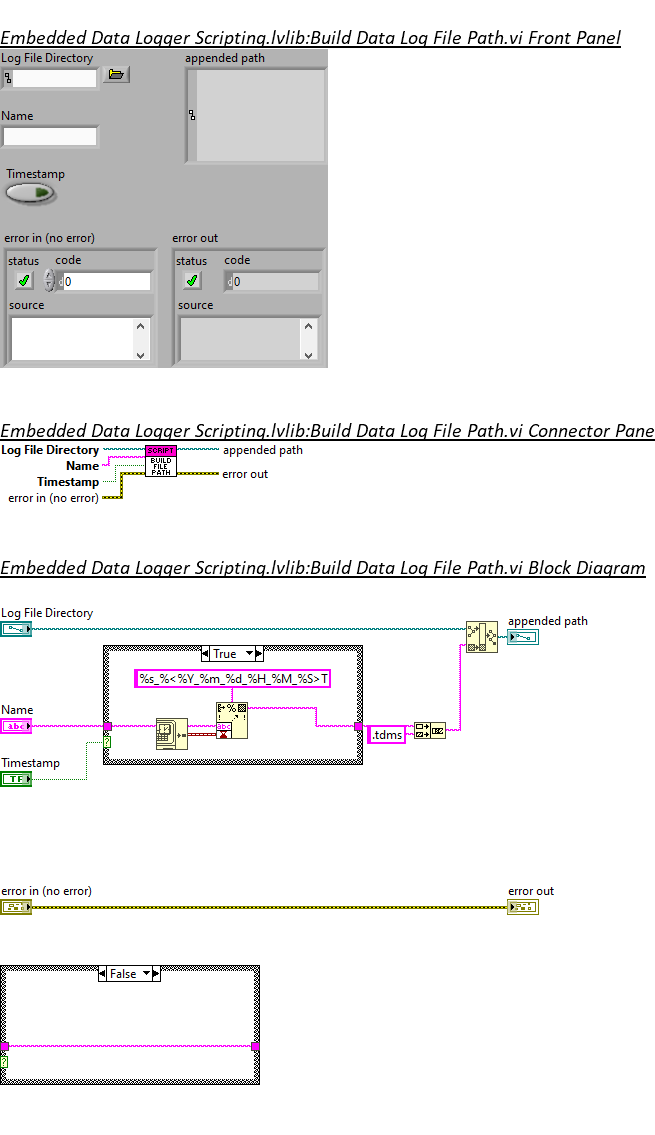 Embedded Data Logger Scripting.lvlib:Build Data Log File Path.vi Front Panel
Log File Directory
appended path
Name
Timestamp
error in (no error)
error out
status
code
status
code
0
0
source
source
Embedded Data Logger Scripting.lvlib:Build Data Log File Path.vi Connector Pane
Log File Directory
Name
Timestamp
error in (no error)
SCRIPT
BUILD
FILE
PATH
appended path
error out
Embedded Data Logger Scripting.lvlib:Build Data Log File Path.vi Block Diagram
Log File Directory
appended path
True
%s_%<%Y_%m_%d_%H_%M_%S>T
Name
abc
abc
.tdms
Timestamp
TF
error in (no error)
error out
False